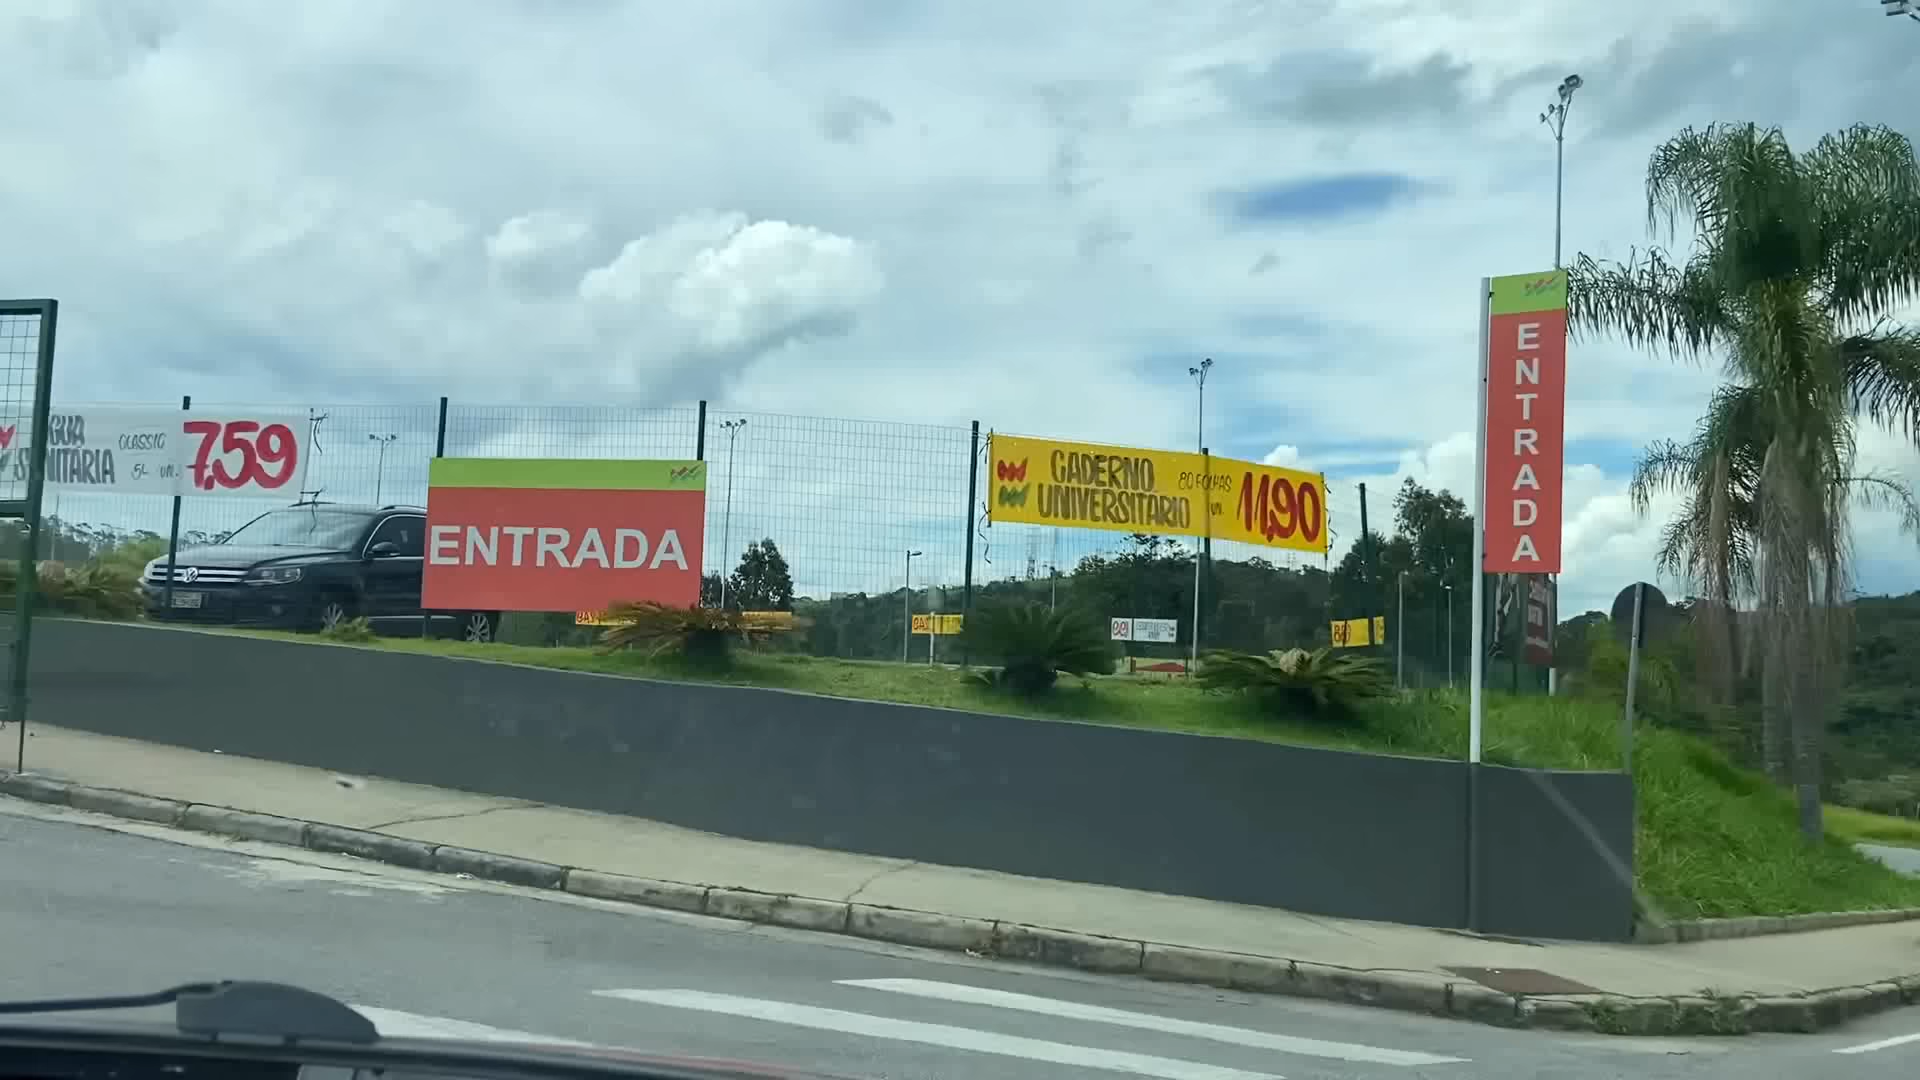 SANITÁRIA
CLASSIC
5L UN.
7,59
ENTRADA
CADERNO
UNIVERSITÁRIO
80 FOLHAS
UN.
11,90
ENTRADA